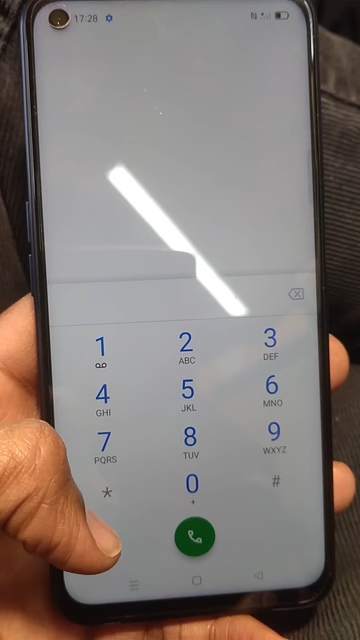 17:28
1 2 3
ABC DEF
4 5 6
GHI JKL MNO
7 8 9
PQRS TUV WXYZ
* 0 #
+